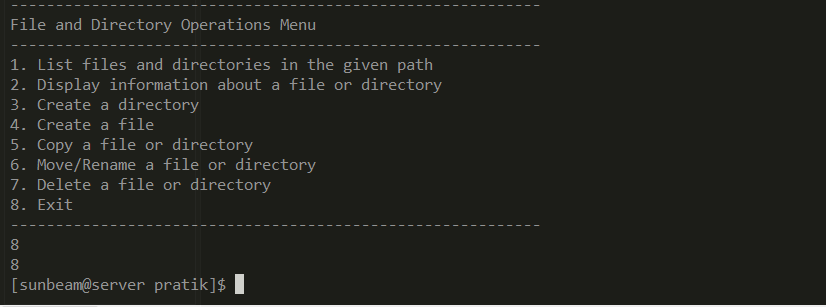 -----------------------------------------------------------
File and Directory Operations Menu
-----------------------------------------------------------
1. List files and directories in the given path
2. Display information about a file or directory
3. Create a directory
4. Create a file
5. Copy a file or directory
6. Move/Rename a file or directory
7. Delete a file or directory
8. Exit
-----------------------------------------------------------
8
8
[sunbeam@server pratik]$